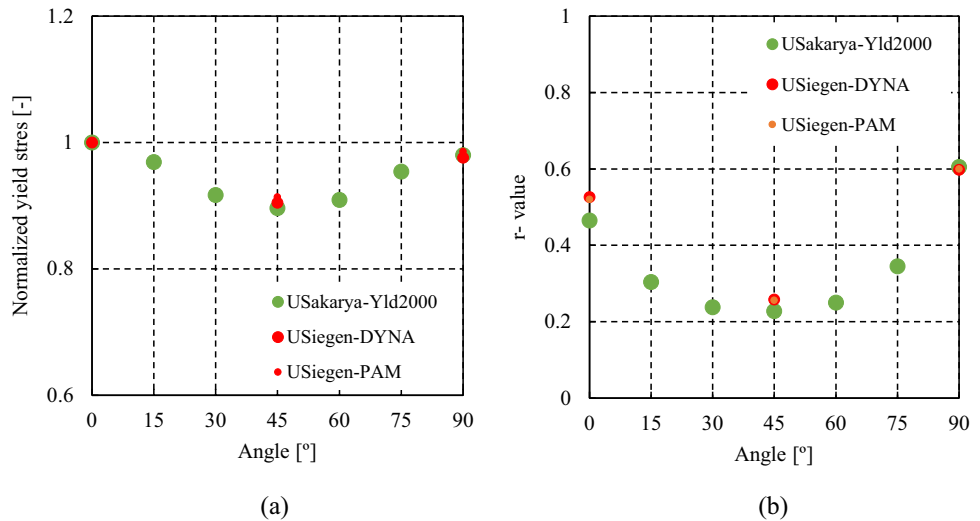 1.2
1
0.8
0.6
Normalized yield stres [-]
USakarya-Yld2000
USiegen-DYNA
USiegen-PAM
0 15 30 45 60 75 90
Angle [º]
(a)
1
0.8
0.6
0.4
0.2
0
r- value
USakarya-Yld2000
USiegen-DYNA
USiegen-PAM
0 15 30 45 60 75 90
Angle [º]
(b)